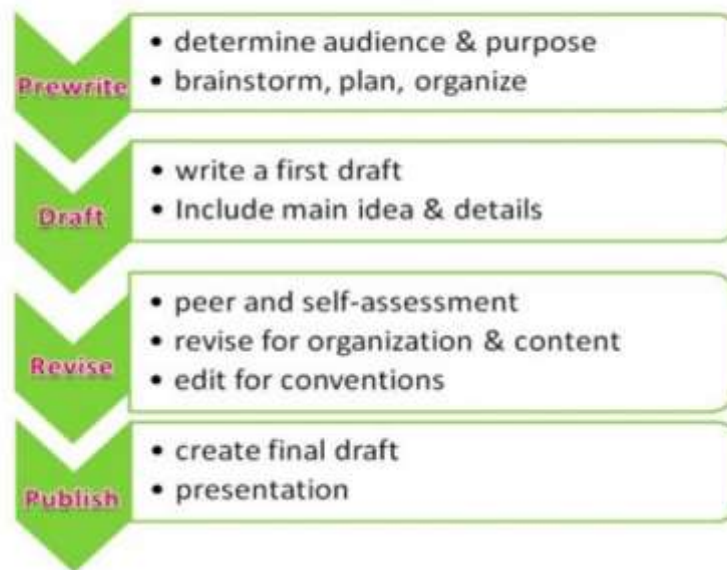 Prewrite
• determine audience & purpose
• brainstorm, plan, organize
Draft
• write a first draft
• Include main idea & details
Revise
• peer and self-assessment
• revise for organization & content
• edit for conventions
Publish
• create final draft
• presentation